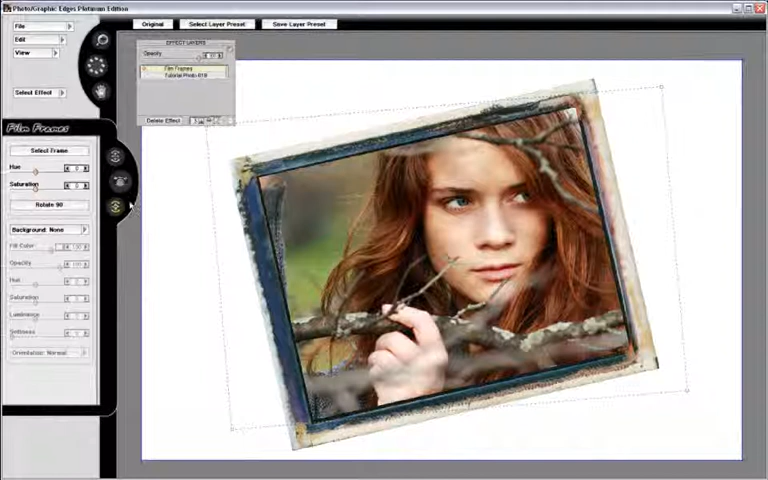 Photo/Graphic Edges Platinum Edition
File
Edit
View
Select Effect
Original
Select Layer Preset
Save Layer Preset
EFFECT LAYERS
Opacity
Film Frames
Tutorial Photo 018
Delete Effect
Film Frames
Select Frame
Hue
Saturation
Rotate 90
Background: None
Fill Color
Opacity
Hue
Saturation
Luminance
Softness
Orientation: Normal